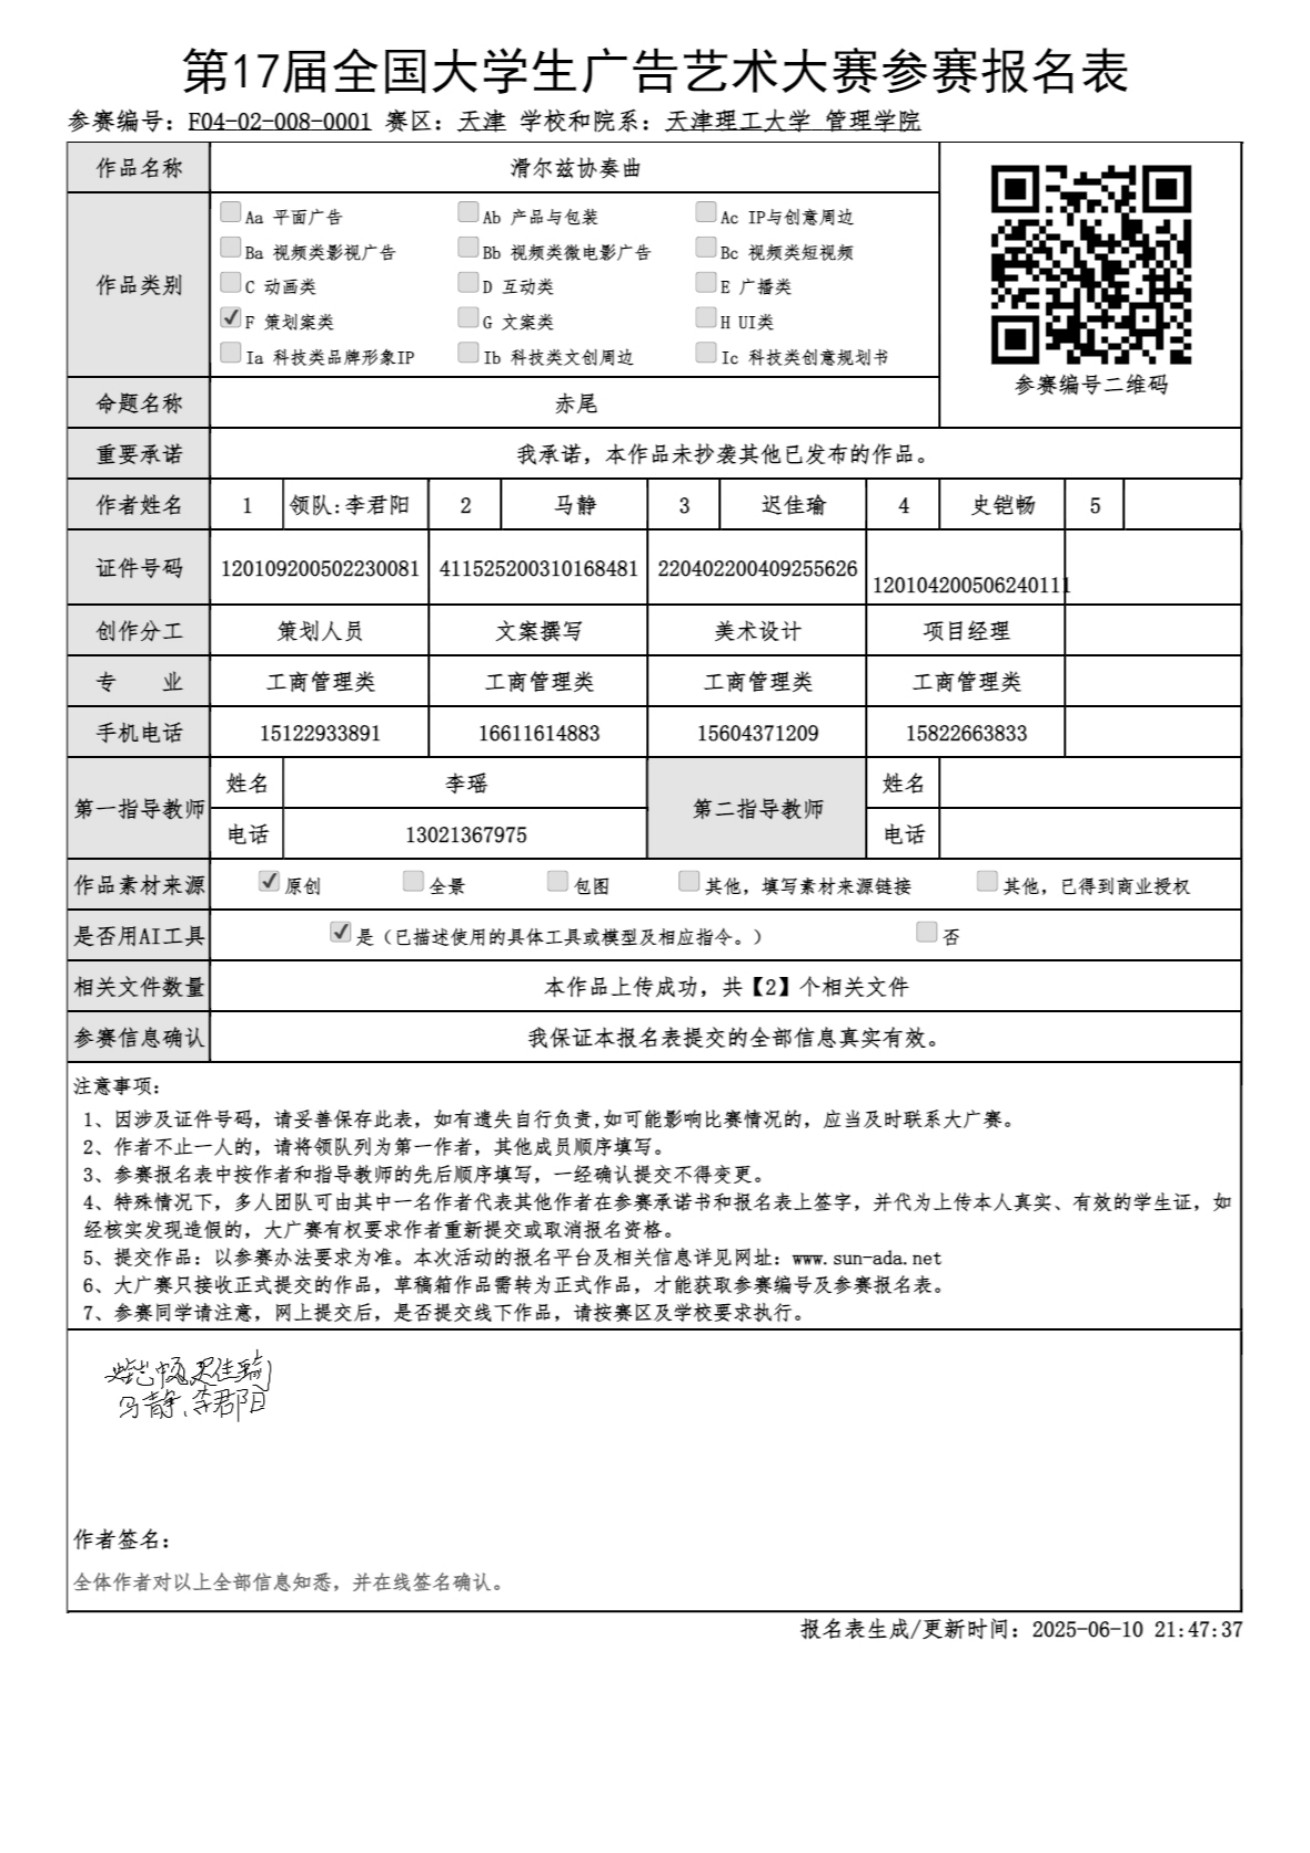 第17届全国大学生广告艺术大赛参赛报名表
参赛编号：F04-02-008-0001 赛区：天津 学校和院系：天津理工大学 管理学院
作品名称 滑尔兹协奏曲
作品类别
Aa 平面广告 Ab 产品与包装 Ac IP与创意周边
Ba 视频类影视广告 Bb 视频类微电影广告 Bc 视频类短视频
C 动画类 D 互动类 E 广播类
F 策划案类 G 文案类 H UI类
Ia 科技类品牌形象IP Ib 科技类文创周边 Ic 科技类创意规划书
参赛编号二维码
命题名称 赤尾
重要承诺 我承诺，本作品未抄袭其他已发布的作品。
作者姓名 1 领队:李君阳 2 马静 3 迟佳瑜 4 史铠畅 5
证件号码 120109200502230081 411525200310168481 220402200409255626 120104200506240111
创作分工 策划人员 文案撰写 美术设计 项目经理
专 业 工商管理类 工商管理类 工商管理类 工商管理类
手机电话 15122933891 16611614883 15604371209 15822663833
第一指导教师 姓名 李瑶 第二指导教师 姓名
电话 13021367975 电话
作品素材来源 原创 全景 包图 其他，填写素材来源链接 其他，已得到商业授权
是否用AI工具 是（已描述使用的具体工具或模型及相应指令。） 否
相关文件数量 本作品上传成功，共【2】个相关文件
参赛信息确认 我保证本报名表提交的全部信息真实有效。
注意事项：
1、因涉及证件号码，请妥善保存此表，如有遗失自行负责,如可能影响比赛情况的，应当及时联系大广赛。
2、作者不止一人的，请将领队列为第一作者，其他成员顺序填写。
3、参赛报名表中按作者和指导教师的先后顺序填写，一经确认提交不得变更。
4、特殊情况下，多人团队可由其中一名作者代表其他作者在参赛承诺书和报名表上签字，并代为上传本人真实、有效的学生证，如
经核实发现造假的，大广赛有权要求作者重新提交或取消报名资格。
5、提交作品：以参赛办法要求为准。本次活动的报名平台及相关信息详见网址：www.sun-ada.net
6、大广赛只接收正式提交的作品，草稿箱作品需转为正式作品，才能获取参赛编号及参赛报名表。
7、参赛同学请注意，网上提交后，是否提交线下作品，请按赛区及学校要求执行。
史铠畅迟佳瑜
马静、李君阳
作者签名：
全体作者对以上全部信息知悉，并在线签名确认。
报名表生成/更新时间：2025-06-10 21:47:37